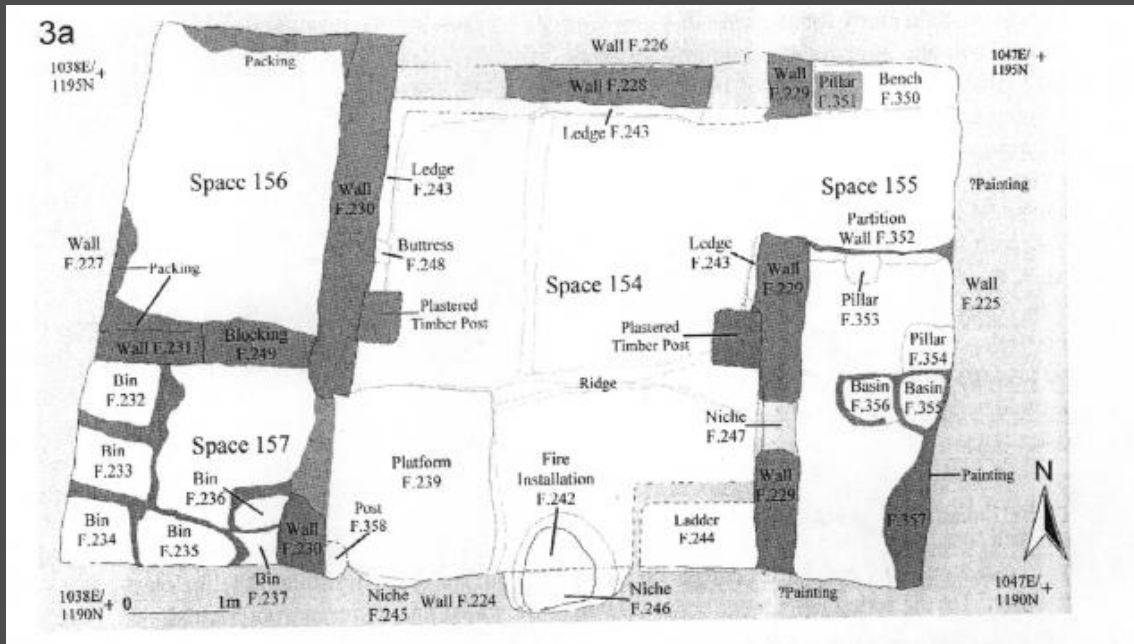 3a
1038E/
1195N
Packing
Wall F.226
Wall F.228
Ledge F.243
Wall
F.229
Pillar
F.351
Bench
F.350
1047E/
1195N
Space 156
Wall
F.230
Ledge
F.243
Buttress
F.248
Plastered
Timber Post
Space 154
Space 155
?Painting
Partition
Wall F.352
Ledge
F.243
Wall
F.229
Pillar
F.353
Wall
F.225
Plastered
Timber Post
Pillar
F.354
Wall
F.227
Packing
Wall F.231
Blocking
F.249
Ridge
Basin
F.356
Basin
F.355
Bin
F.232
Bin
F.233
Bin
F.234
Space 157
Bin
F.236
Bin
F.235
Wall
F.230
Bin
F.237
Post
F.358
Platform
F.239
Fire
Installation
F.242
Niche
F.247
Wall
F.229
Ladder
F.244
Painting
F.357
N
1038E/
1190N
0
1m
Niche
F.245
Wall F.224
Niche
F.246
?Painting
1047E/
1190N